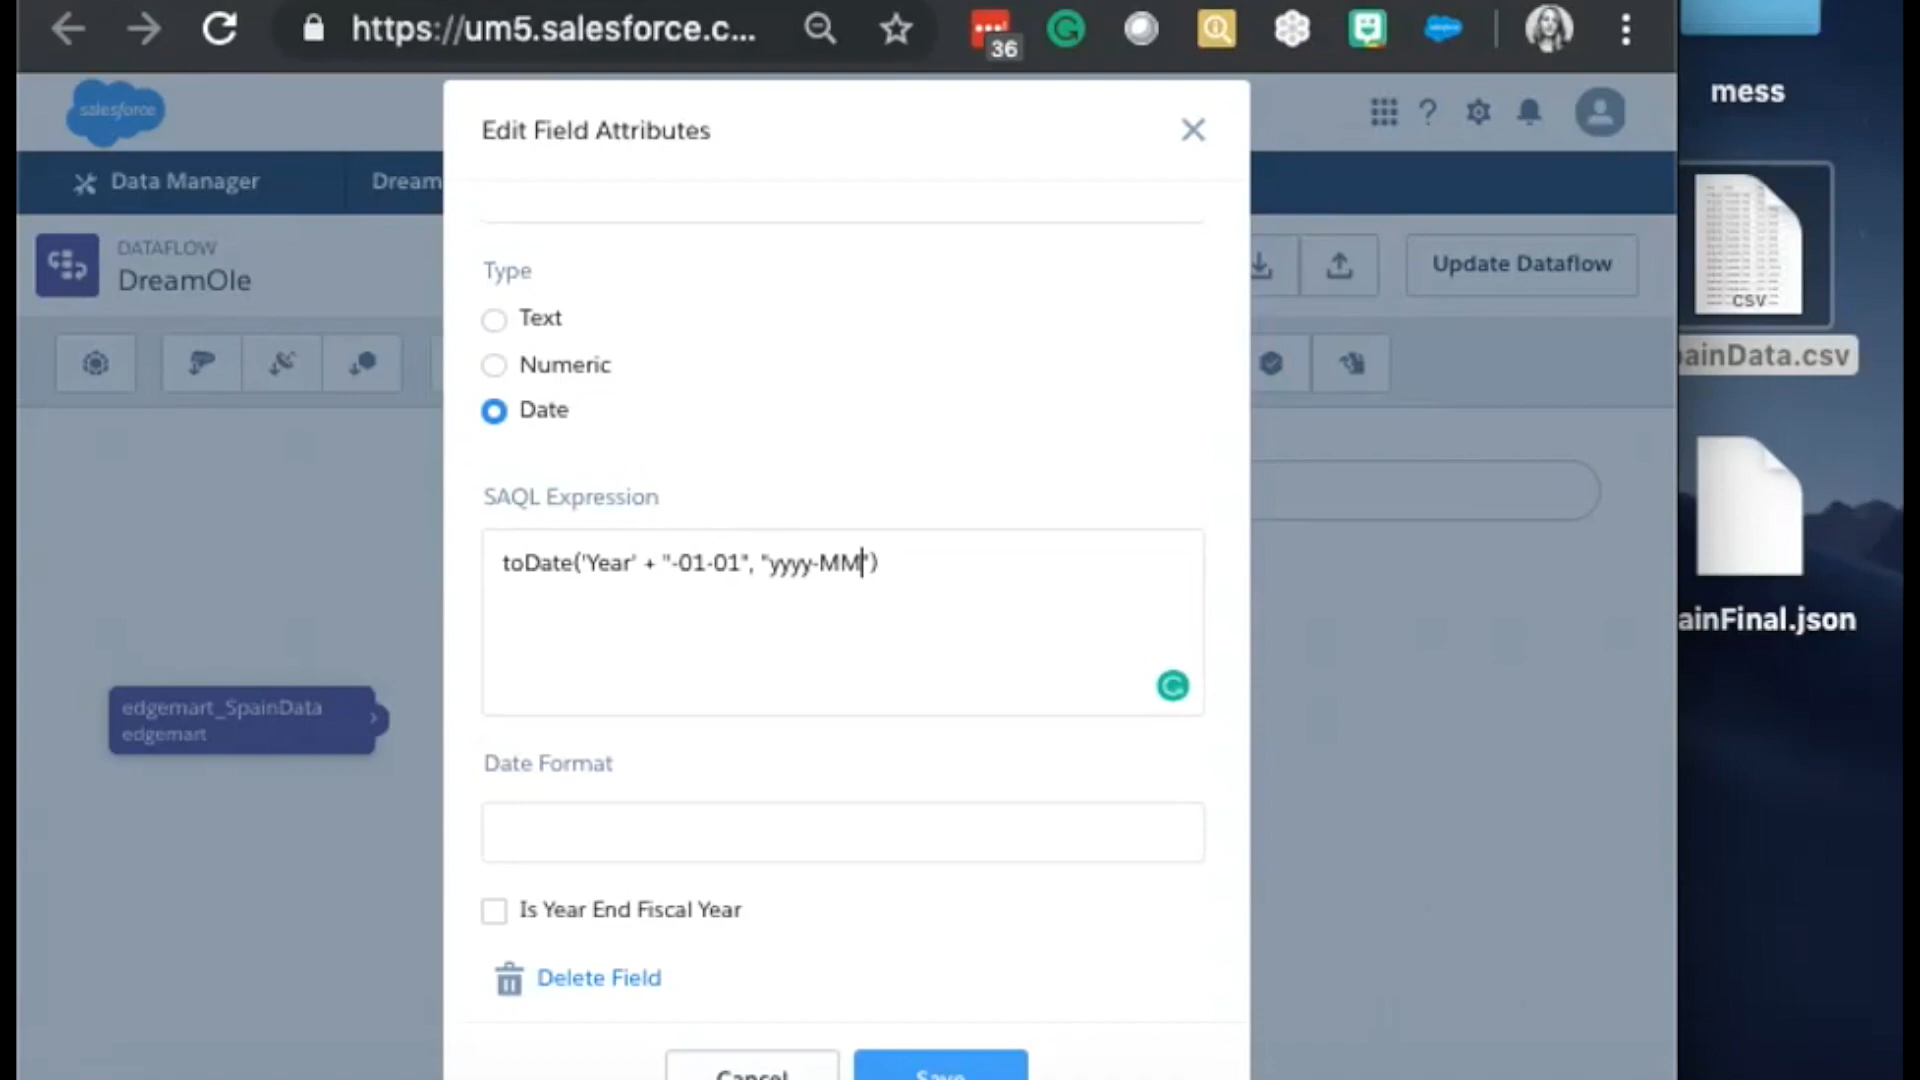 https://um5.salesforce.c...
36
mess
salesforce
Edit Field Attributes
Data Manager
Dream
DATAFLOW
DreamOle
Type
Update Dataflow
Text
Numeric
Date
CSV
ainData.csv
SAQL Expression
toDate('Year' + "-01-01", "yyyy-MM")
ainFinal.json
edgemart_SpainData
edgemart
Date Format
Is Year End Fiscal Year
Delete Field
Cancel
Save